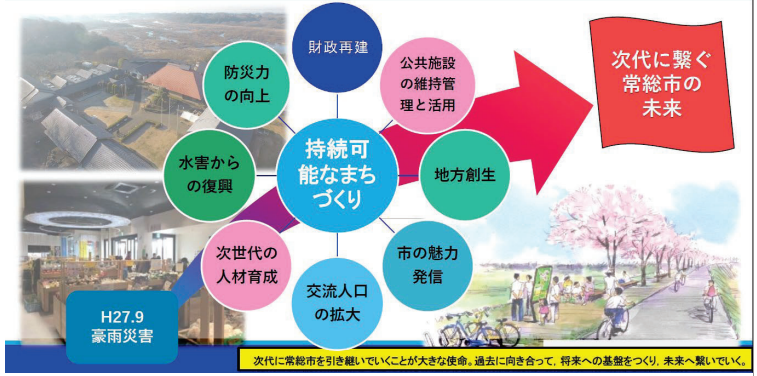 財政再建
公共施設
の維持管
理と活用
地方創生
市の魅力
発信
交流人口
の拡大
次世代の
人材育成
水害から
の復興
防災力
の向上
持続可
能なまち
づくり
次代に繋ぐ
常総市の
未来
H27.9
豪雨災害
次代に常総市を引き継いでいくことが大きな使命。過去に向き合って，将来への基盤をつくり，未来へ繋いでいく。